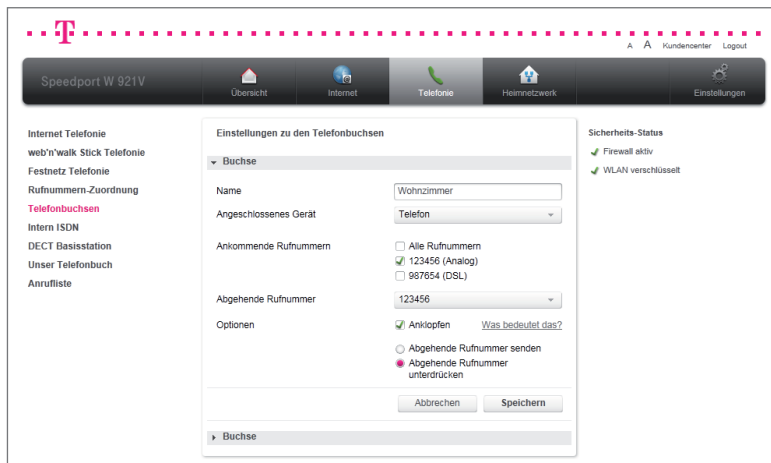 T
A A Kundencenter Logout
Speedport W 921V
Übersicht
Internet
Telefonie
Heimnetzwerk
Einstellungen
Internet Telefonie
web'n'walk Stick Telefonie
Festnetz Telefonie
Rufnummern-Zuordnung
Telefonbuchsen
Intern ISDN
DECT Basisstation
Unser Telefonbuch
Anrufliste
Einstellungen zu den Telefonbuchsen
Buchse
Name Wohnzimmer
Angeschlossenes Gerät Telefon
Ankommende Rufnummern Alle Rufnummern
123456 (Analog)
987654 (DSL)
Abgehende Rufnummer 123456
Optionen Anklopfen Was bedeutet das?
Abgehende Rufnummer senden
Abgehende Rufnummer
unterdrücken
Abbrechen Speichern
Buchse
Sicherheits-Status
Firewall aktiv
WLAN verschlüsselt